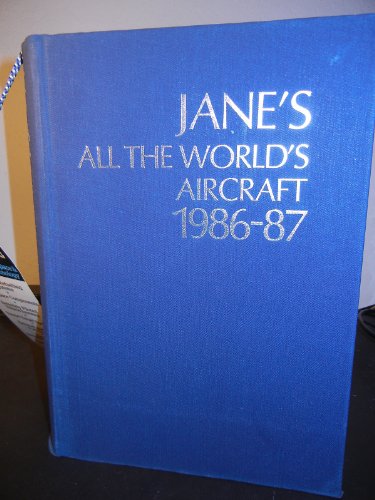 JANE'S
ALL THE WORLD'S
AIRCRAFT
1986-87